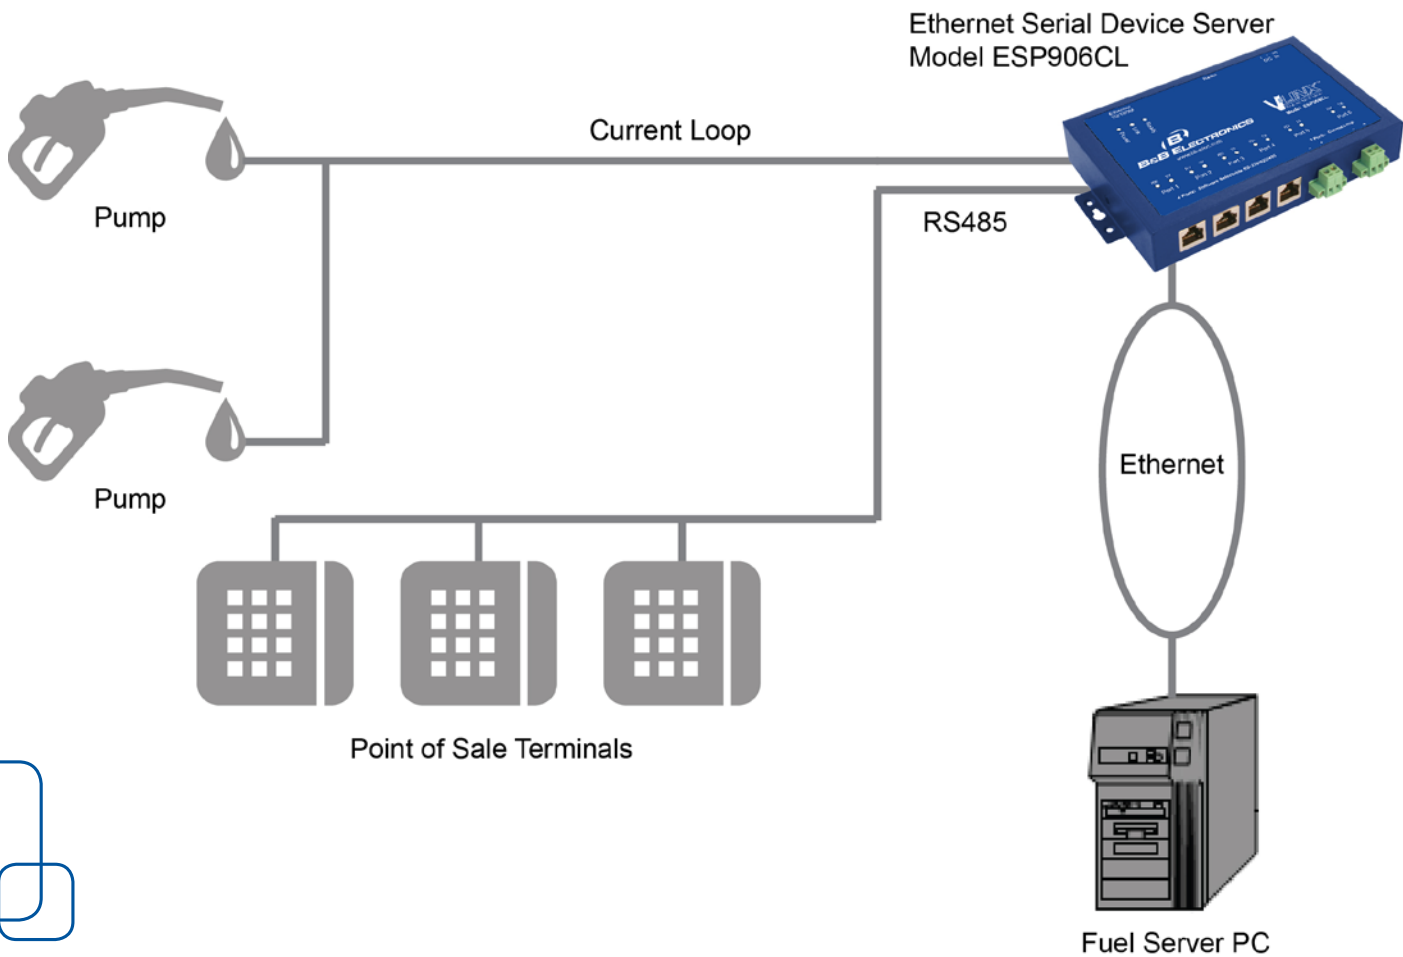 Ethernet Serial Device Server
Model ESP906CL
Current Loop
RS485
B&B ELECTRONICS
Pump
Pump
Ethernet
Point of Sale Terminals
Fuel Server PC